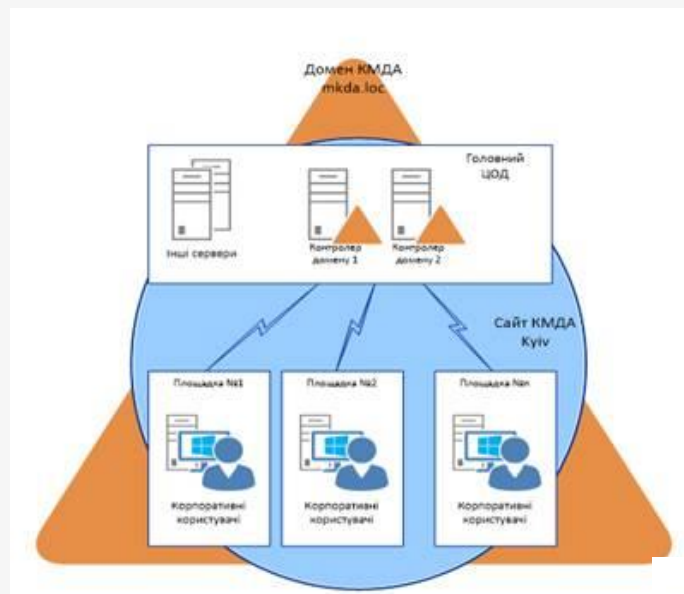 Домен КМДА
mkda.loc
Головний
ЦОД
Інші сервери
Контролер
домену 1
Контролер
домену 2
Сайт КМДА
Kyiv
Площадка №1
Площадка №2
Площадка №n
Корпоративні
користувачі
Корпоративні
користувачі
Корпоративні
користувачі